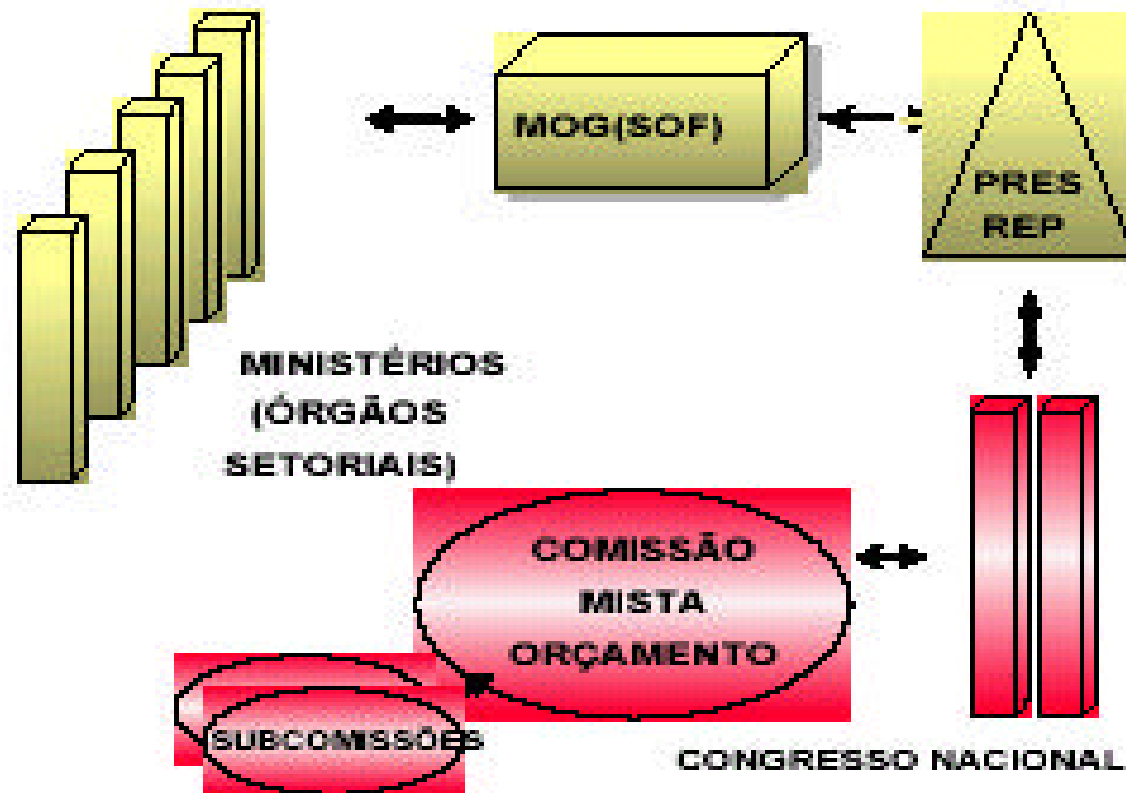 MOG(SOF)
PRES
REP
MINISTÉRIOS
(ÓRGÃOS
SETORIAIS)
COMISSÃO
MISTA
ORÇAMENTO
SUBCOMISSÕES
CONGRESSO NACIONAL